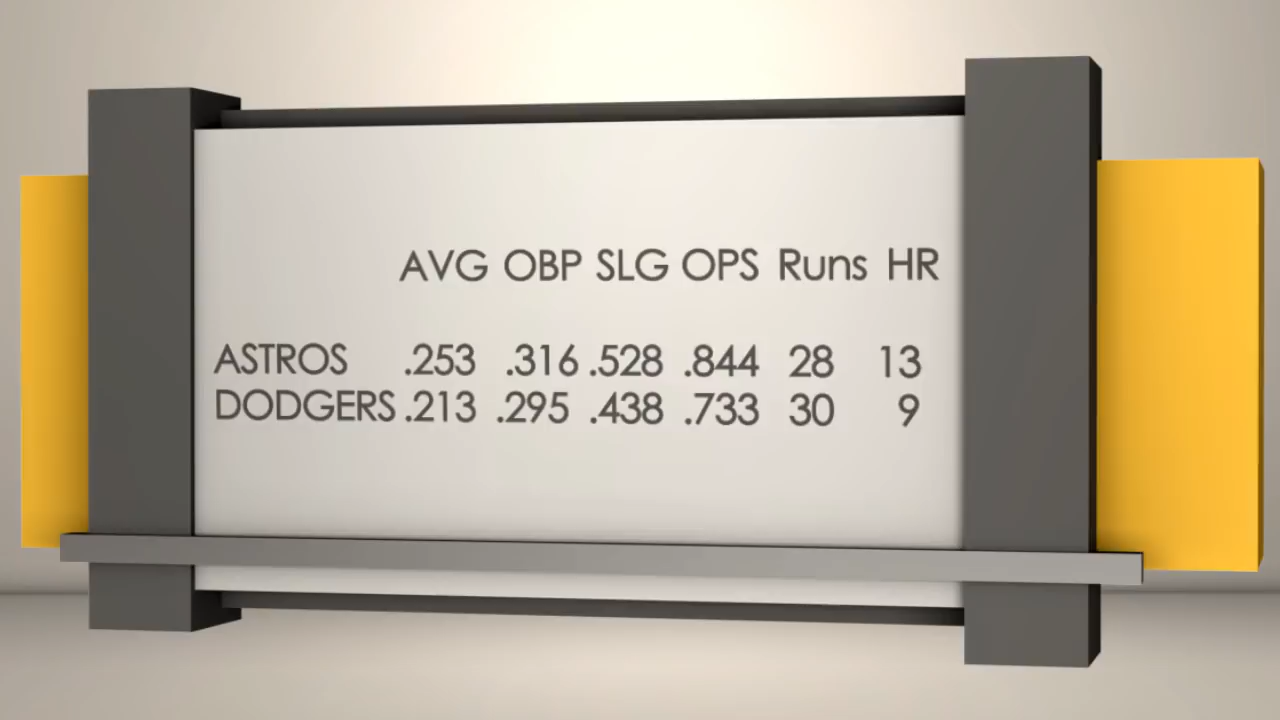 AVG OBP SLG OPS Runs HR
ASTROS .253 .316 .528 .844 28 13
DODGERS .213 .295 .438 .733 30 9